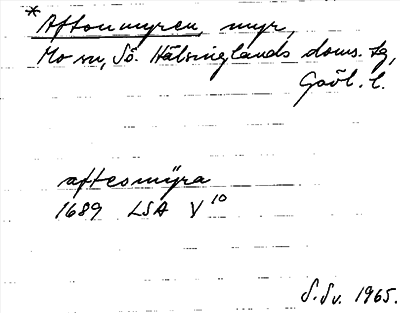 * Aftonmyren, myr,
Mo sn, Sö. Hälsinglands doms. tg,
Gävl. l.
aftesmÿra
1689 LSA V¹⁰
S. Sv. 1965.